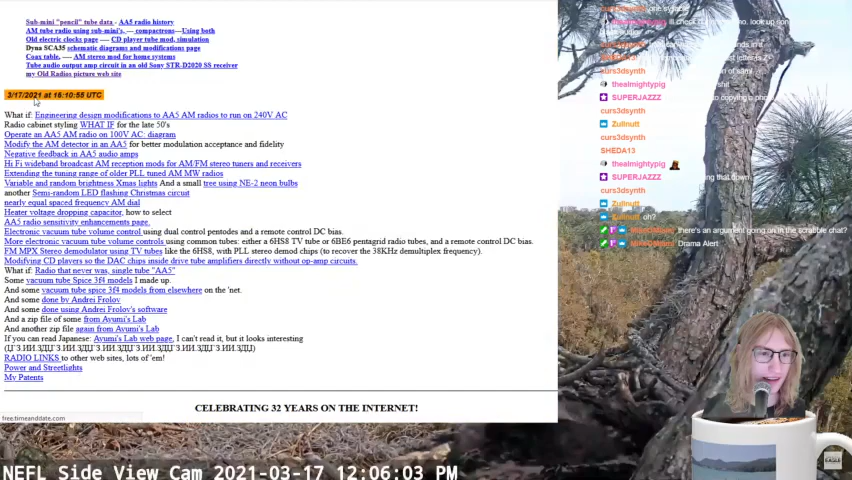 Sub-mini "pencil" tube data - AA5 radio history
AM tube radio using sub-mini's, --- compactrons---Using both
Old electric clocks page --- CD player tube mod, simulation
Dyna SCA35 schematic diagrams and modifications page
Coax table, --- AM stereo mod for home systems
Tube audio output amp circuit in an old Sony STR-D2020 SS receiver
my Old Radios picture web site
3/17/2021 at 16:10:55 UTC
What if: Engineering design modifications to AA5 AM radios to run on 240V AC
Radio cabinet styling WHAT IF for the late 50's
Operate an AA5 AM radio on 100V AC: diagram
Modify the AM detector in an AA5 for better modulation acceptance and fidelity
Negative feedback in AA5 audio amps
Hi Fi wideband broadcast AM reception mods for AM/FM stereo tuners and receivers
Extending the tuning range of older PLL tuned AM MW radios
Variable and random brightness Xmas lights And a small tree using NE-2 neon bulbs
another Semi-random LED flashing Christmas circuit
nearly equal spaced frequency AM dial
Heater voltage dropping capacitor, how to select
AA5 radio sensitivity enhancements page.
Electronic vacuum tube volume control using dual control pentodes and a remote control DC bias.
More electronic vacuum tube volume controls using common tubes: either a 6HS8 TV tube or 6BE6 pentagrid radio tubes, and a remote control DC bias.
FM MPX Stereo demodulator using TV tubes like the 6HS8, with PLL stereo demod chips (to recover the 38KHz demultiplex frequency).
Modifying CD players so the DAC chips inside drive tube amplifiers directly without op-amp circuits.
What if: Radio that never was, single tube "AA5"
Some vacuum tube Spice 3f4 models I made up.
And some vacuum tube spice 3f4 models from elsewhere on the 'net.
And some done by Andrei Frolov
And some done using Andrei Frolov's software
And a zip file from Ayumi's Lab
And another zip file again from Ayumi's Lab
If you can read Japanese: Ayumi's Lab web page, I can't read it, but it looks interesting
RADIO LINKS to other web sites, lots of 'em!
Power and Streetlights
My Patents
free.timeanddate.com
CELEBRATING 32 YEARS ON THE INTERNET!
curs3dsynth
thealmightypig
SUPERJAZZZ
curs3dsynth
Zullnutt
curs3dsynth
SHEDA13
thealmightypig
SUPERJAZZZ
curs3dsynth
Zullnutt
Zullnutt oh?
there's an argument going on in the scrabble chat?
Drama Alert
NEFL Side View Cam 2021-03-17 12:06:03 PM